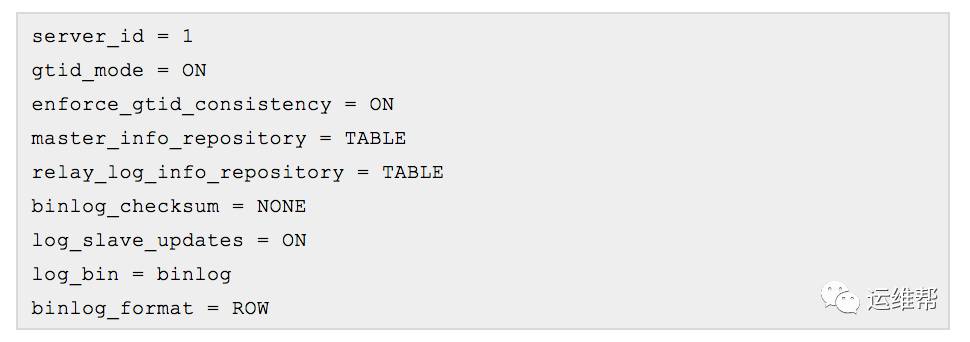 server_id = 1
gtid_mode = ON
enforce_gtid_consistency = ON
master_info_repository = TABLE
relay_log_info_repository = TABLE
binlog_checksum = NONE
log_slave_updates = ON
log_bin = binlog
binlog_format = ROW
运维帮